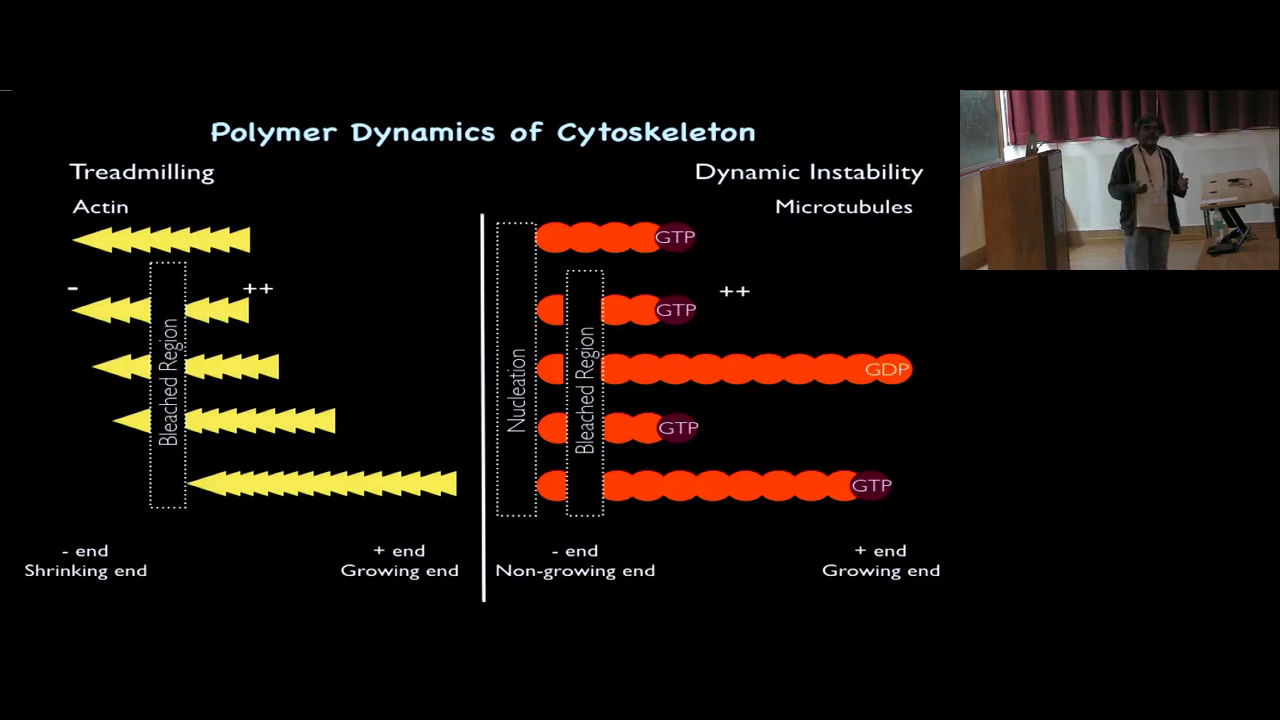 Polymer Dynamics of Cytoskeleton
Treadmilling
Actin
-
++
Bleached Region
- end
Shrinking end
+ end
Growing end
Dynamic Instability
Microtubules
Nucleation
Bleached Region
GTP
GTP
++
GDP
GTP
GTP
- end
Non-growing end
+ end
Growing end